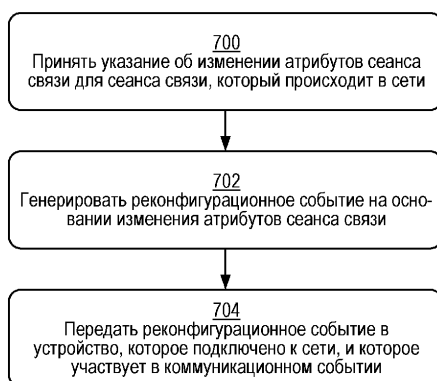 700
Принять указание об изменении атрибутов сеанса
связи для сеанса связи, который происходит в сети
702
Генерировать реконфигурационное событие на осно-
вании изменения атрибутов сеанса связи
704
Передать реконфигурационное событие в
устройство, которое подключено к сети, и которое
участвует в коммуникационном событии